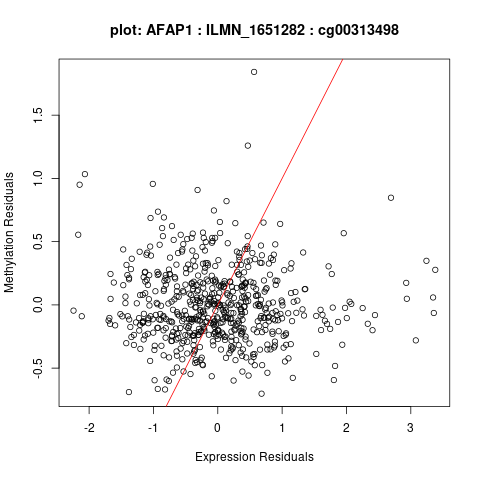 plot: AFAP1 : ILMN_1651282 : cg00313498
Methylation Residuals
1.5
1.0
0.5
0.0
-0.5
-2 -1 0 1 2 3
Expression Residuals